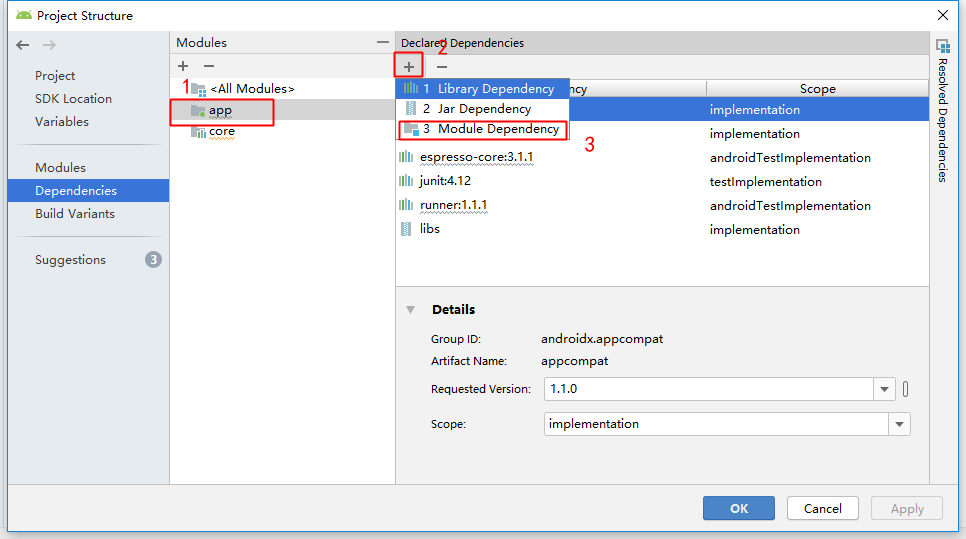 Project Structure
Project
SDK Location
Variables
Modules
Dependencies
Build Variants
Suggestions
3
Modules
1
<All Modules>
app
core
Declared Dependencies
2
1 Library Dependency
2 Jar Dependency
3 Module Dependency
3
Scope
implementation
implementation
espresso-core:3.1.1
androidTestImplementation
junit:4.12
testImplementation
runner:1.1.1
androidTestImplementation
libs
implementation
Details
Group ID:
androidx.appcompat
Artifact Name:
appcompat
Requested Version:
1.1.0
Scope:
implementation
Resolved Dependencies
OK
Cancel
Apply